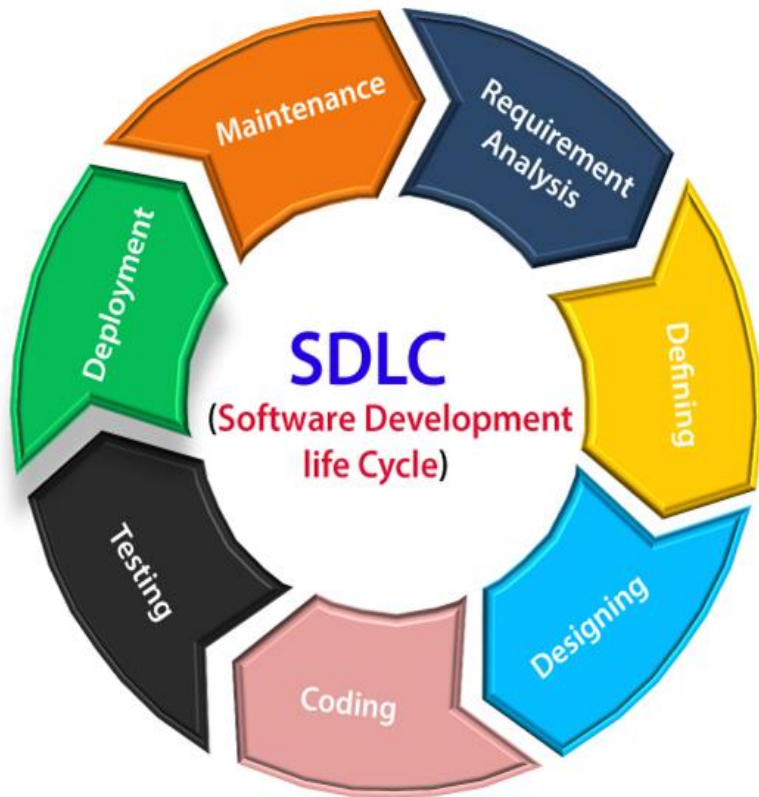 SDLC
(Software Development
life Cycle)
Requirement
Analysis
Defining
Designing
Coding
Testing
Deployment
Maintenance